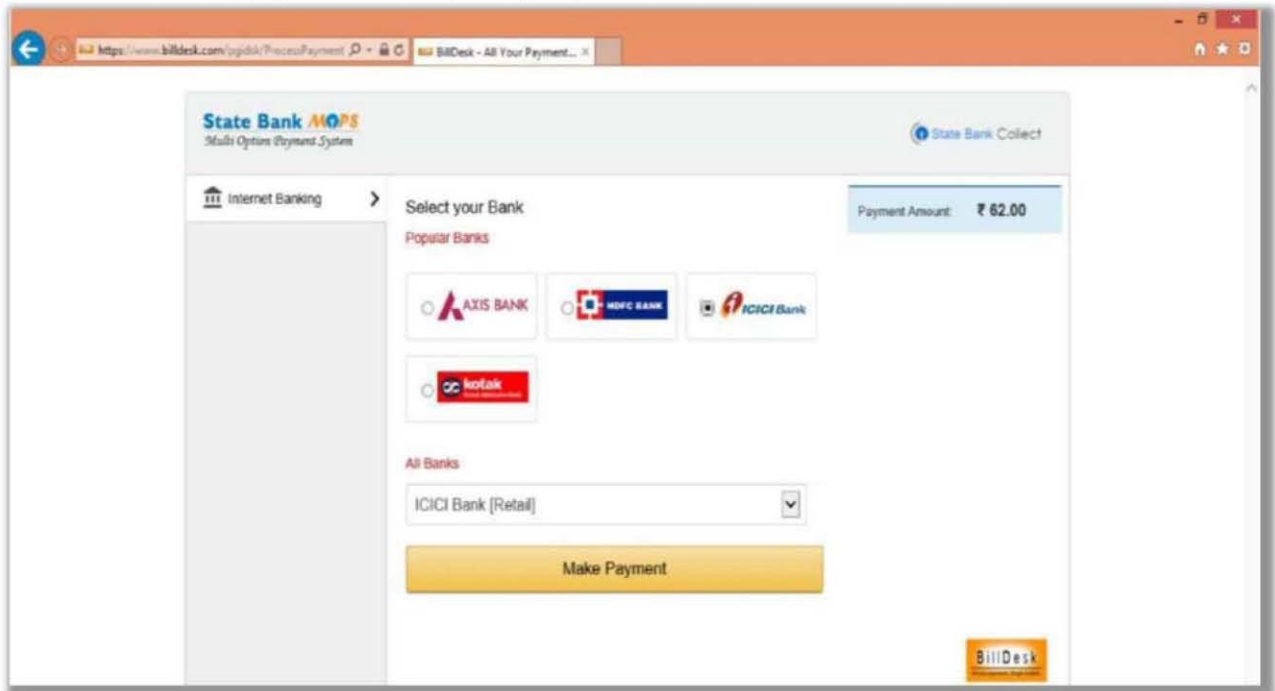 https://www.billdesk.com/pgidsk/ProcessPayment
BillDesk - All Your Payment...
State Bank MOPS
Multi Option Payment System
State Bank Collect
Internet Banking
Select your Bank
Payment Amount: ₹ 62.00
Popular Banks
AXIS BANK
HDFC BANK
ICICI Bank
kotak
All Banks
ICICI Bank [Retail]
Make Payment
BillDesk